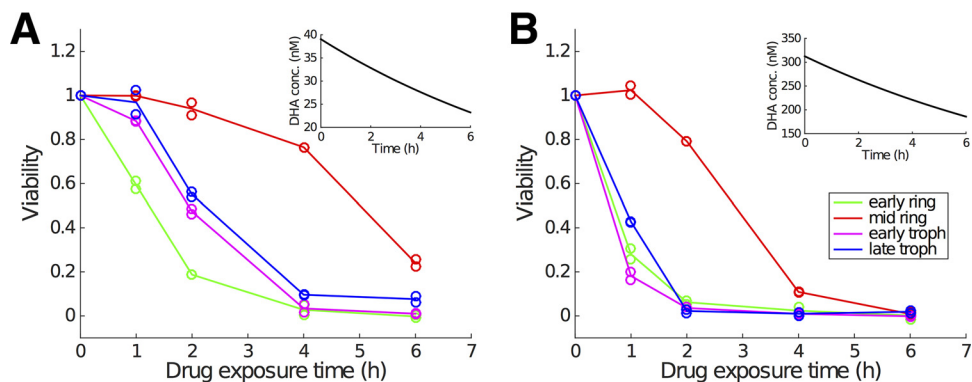 A
1.2
1
0.8
0.6
0.4
0.2
0
Viability
0 1 2 3 4 5 6 7
Drug exposure time (h)
40
35
30
25
20
DHA conc. (nM)
0 2 4 6
Time (h)
B
1.2
1
0.8
0.6
0.4
0.2
0
Viability
0 1 2 3 4 5 6 7
Drug exposure time (h)
350
300
250
200
150
DHA conc. (nM)
0 2 4 6
Time (h)
early ring
mid ring
early troph
late troph